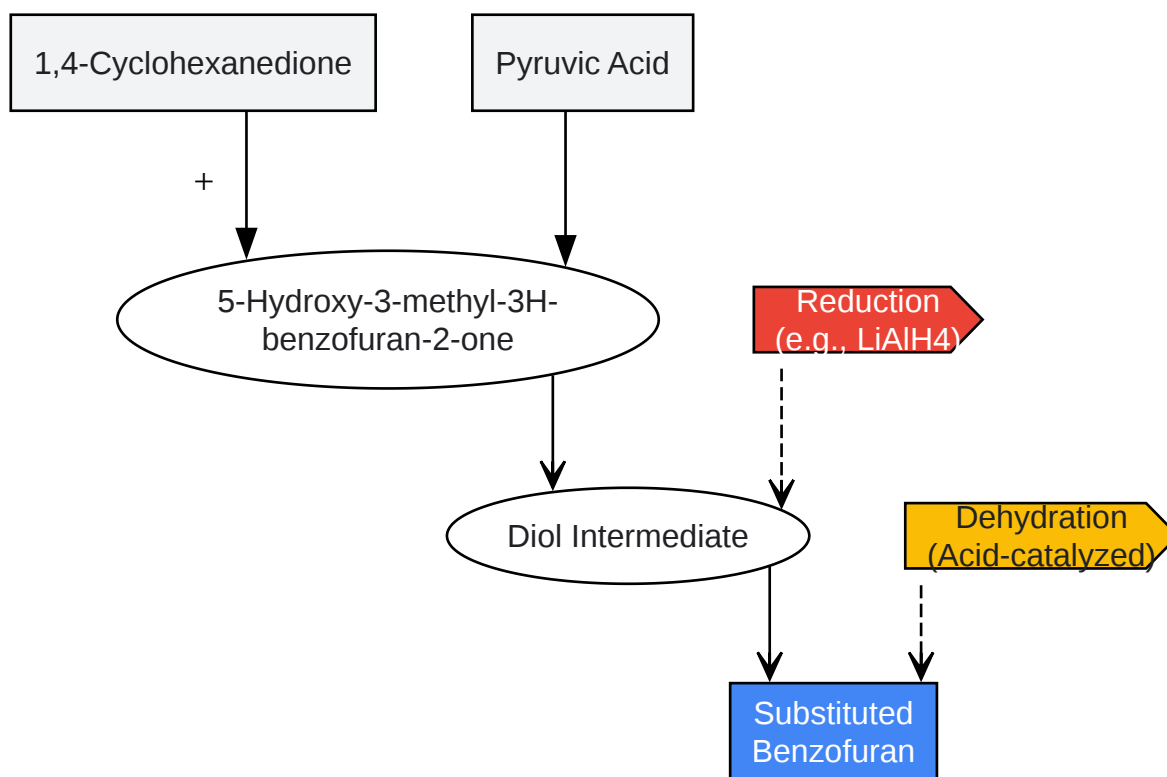 1,4-Cyclohexanedione
Pyruvic Acid
+
5-Hydroxy-3-methyl-3H-
benzofuran-2-one
Reduction
(e.g., LiAlH4)
Diol Intermediate
Dehydration
(Acid-catalyzed)
Substituted
Benzofuran